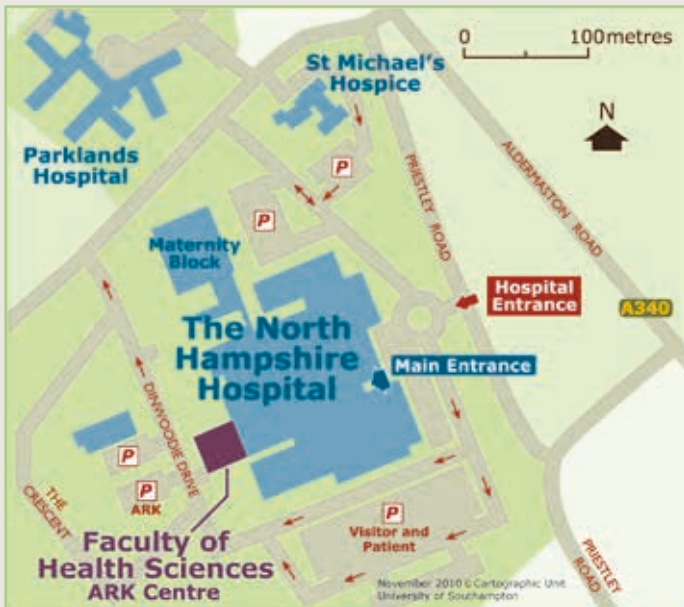 0 100metres
St Michael's
Hospice
N
Parklands
Hospital
P
PRIESTLEY ROAD
ALDERMASTON ROAD
P
Maternity
Block
Hospital
Entrance
A340
The North
Hampshire
Hospital
Main Entrance
DINWOODIE DRIVE
P
P
ARK
THE CRESCENT
P
Visitor and
Patient
Faculty of
Health Sciences
ARK Centre
PRIESTLEY
ROAD
November 2010 © Cartographic Unit
University of Southampton